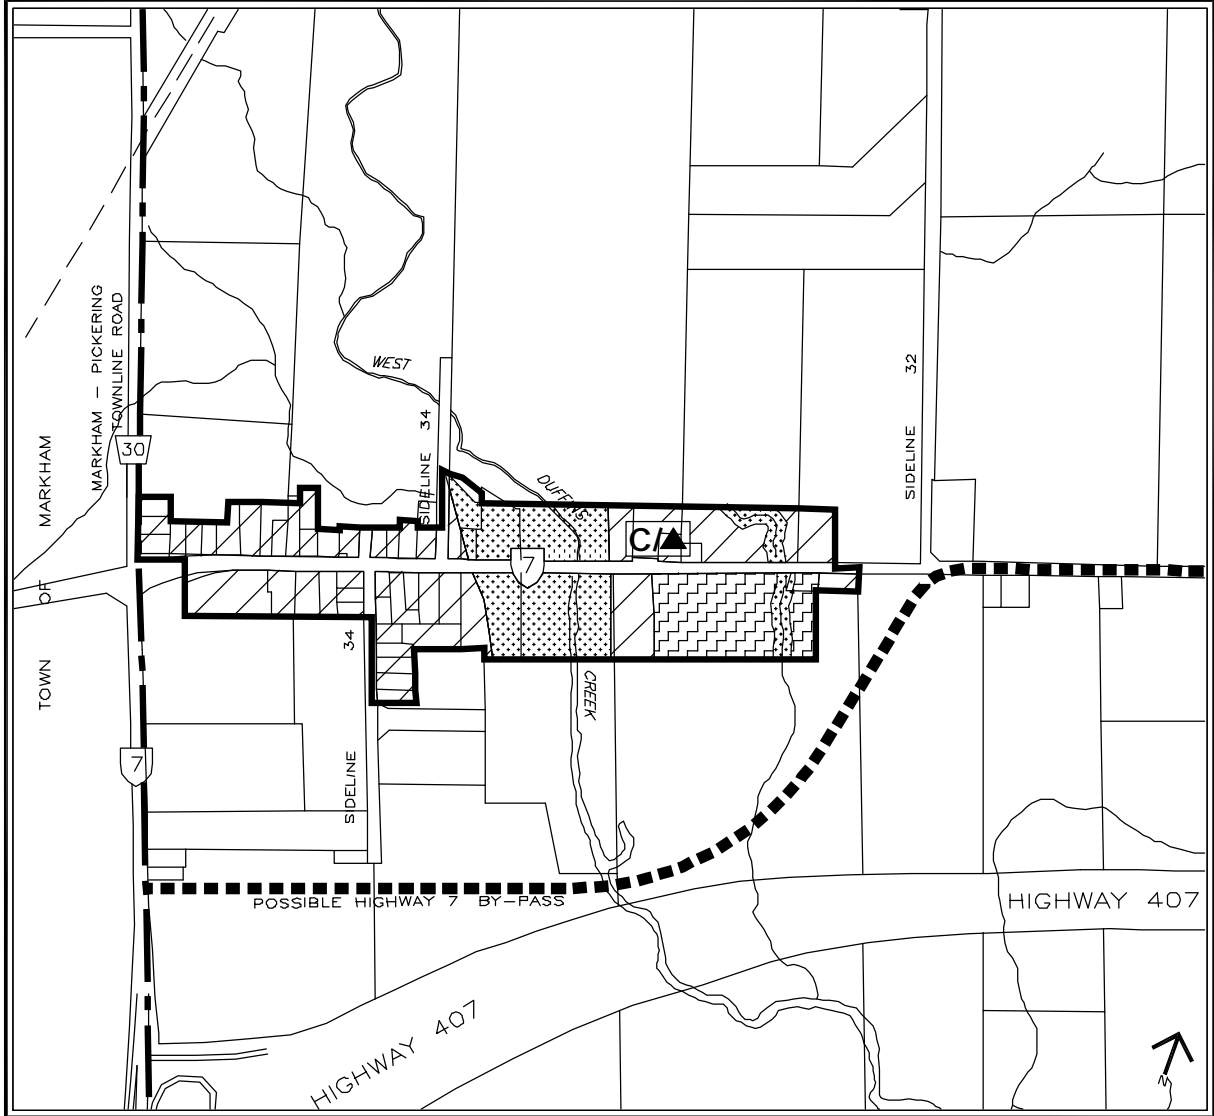 MARKHAM – PICKERING
TOWNLINE ROAD
TOWN OF MARKHAM
30
WEST
SIDELINE 34
SIDELINE 32
DUFFINS
C/▲
7
34
SIDELINE
CREEK
7
POSSIBLE HIGHWAY 7 BY–PASS
HIGHWAY 407
HIGHWAY 407
N